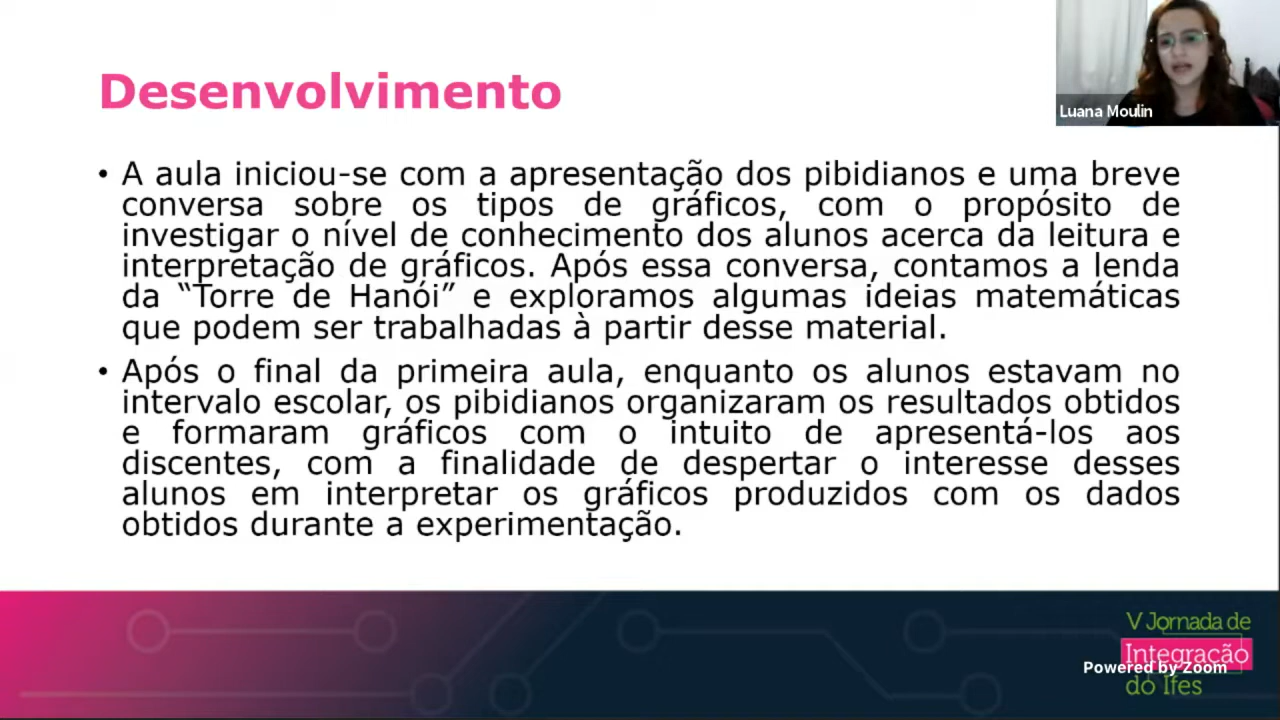 Desenvolvimento
Luana Moulin
• A aula iniciou-se com a apresentação dos pibidianos e uma breve
conversa sobre os tipos de gráficos, com o propósito de
investigar o nível de conhecimento dos alunos acerca da leitura e
interpretação de gráficos. Após essa conversa, contamos a lenda
da “Torre de Hanói” e exploramos algumas ideias matemáticas
que podem ser trabalhadas à partir desse material.
• Após o final da primeira aula, enquanto os alunos estavam no
intervalo escolar, os pibidianos organizaram os resultados obtidos
e formaram gráficos com o intuito de apresentá-los aos
discentes, com a finalidade de despertar o interesse desses
alunos em interpretar os gráficos produzidos com os dados
obtidos durante a experimentação.
V Jornada de
Integração
Powered by Zoom
do Ifes